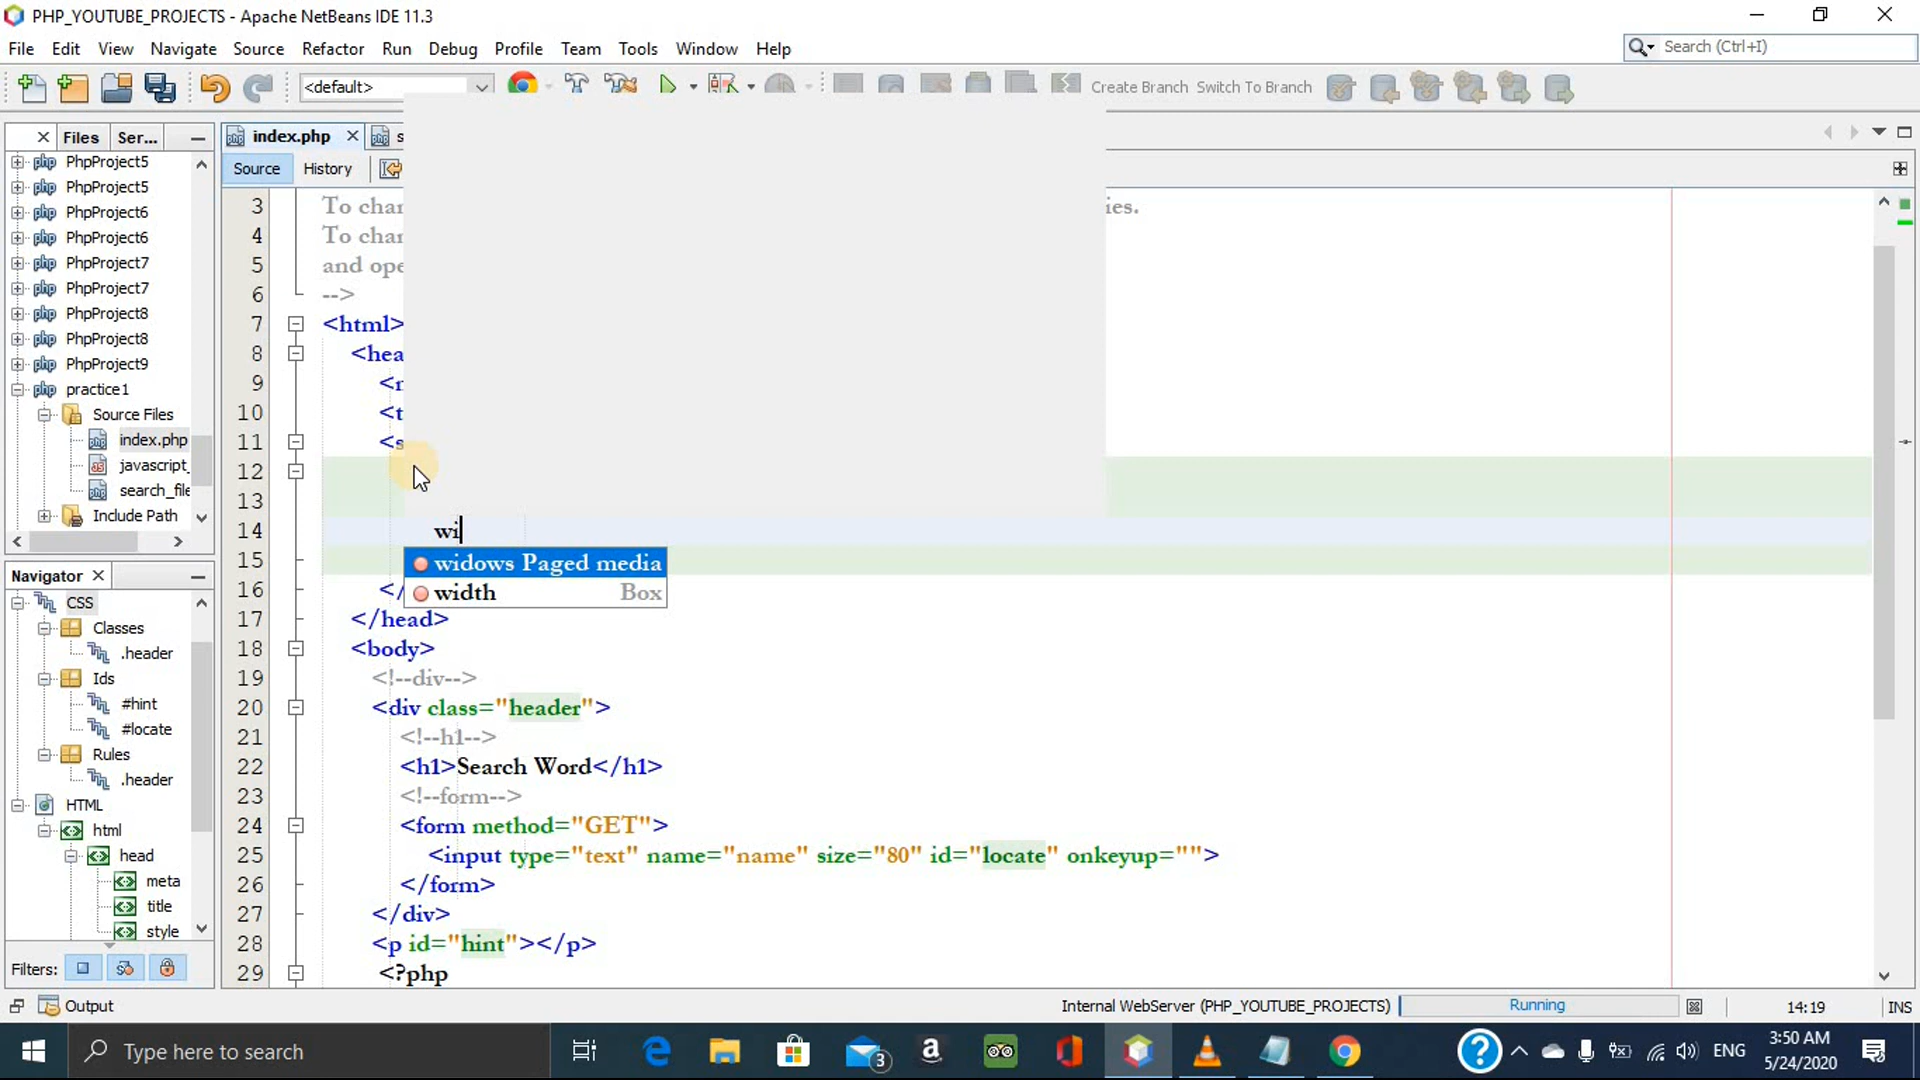 PHP_YOUTUBE_PROJECTS - Apache NetBeans IDE 11.3
File Edit View Navigate Source Refactor Run Debug Profile Team Tools Window Help
Search (Ctrl+I)
<default>
Create Branch Switch To Branch
Files Ser...
index.php
s
Source History
PhpProject5
PhpProject5
PhpProject6
PhpProject6
PhpProject7
PhpProject7
PhpProject8
PhpProject8
PhpProject9
practice1
Source Files
index.php
javascript_
search_file
Include Path
Navigator
CSS
Classes
.header
Ids
#hint
#locate
Rules
.header
HTML
html
head
meta
title
style
Filters:
3 To char ies.
4 To char
5 and ope
6 -->
7 <html>
8 <hea
9 <
10 <t
11 <s
12
13
14 wi
widows Paged media
width Box
15
16 </
17 </head>
18 <body>
19 <!--div-->
20 <div class="header">
21 <!--h1-->
22 <h1>Search Word</h1>
23 <!--form-->
24 <form method="GET">
25 <input type="text" name="name" size="80" id="locate" onkeyup="">
26 </form>
27 </div>
28 <p id="hint"></p>
29 <?php
Output
Internal WebServer (PHP_YOUTUBE_PROJECTS)
Running
14:19
INS
Type here to search
3
ENG
3:50 AM
5/24/2020